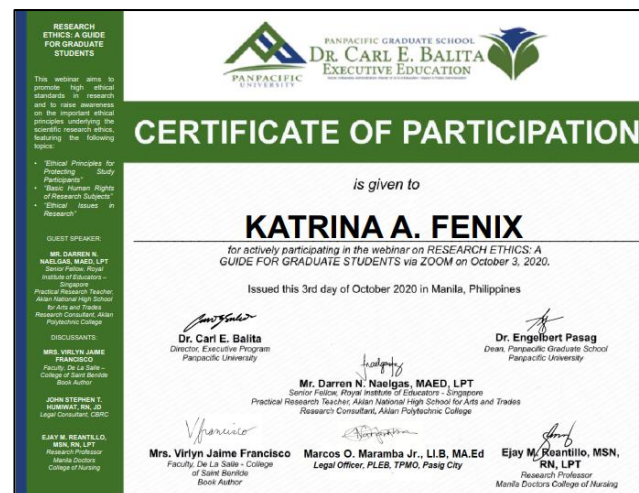 RESEARCH
ETHICS: A GUIDE
FOR GRADUATE
STUDENTS
This webinar aims to
promote high ethical
standards in research
and to raise awareness
on the important ethical
principles underlying the
scientific research ethics,
featuring the following
topics:
• "Ethical Principles for
Protecting Study
Participants"
• "Basic Human Rights
of Research Subjects"
• "Ethical Issues in
Research"
GUEST SPEAKER:
MR. DARREN N.
NAELGAS, MAED, LPT
Senior Fellow, Royal
Institute of Educators –
Singapore
Practical Research Teacher,
Aklan National High School
for Arts and Trades
Research Consultant, Aklan
Polytechnic College
DISCUSSANTS:
MRS. VIRLYN JAIME
FRANCISCO
Faculty, De La Salle –
College of Saint Benilde
Book Author
JOHN STEPHEN T.
HUMIWAT, RN, JD
Legal Consultant, CBRC
EJAY M. REANTILLO,
MSN, RN, LPT
Research Professor
Manila Doctors
College of Nursing
PANPACIFIC
UNIVERSITY
PANPACIFIC GRADUATE SCHOOL
DR. CARL E. BALITA
EXECUTIVE EDUCATION
CERTIFICATE OF PARTICIPATION
is given to
KATRINA A. FENIX
for actively participating in the webinar on RESEARCH ETHICS: A
GUIDE FOR GRADUATE STUDENTS via ZOOM on October 3, 2020.
Issued this 3rd day of October 2020 in Manila, Philippines
Dr. Carl E. Balita
Director, Executive Program
Panpacific University
Dr. Engelbert Pasag
Dean, Panpacific Graduate School
Panpacific University
Mr. Darren N. Naelgas, MAED, LPT
Senior Fellow, Royal Institute of Educators - Singapore
Practical Research Teacher, Aklan National High School for Arts and Trades
Research Consultant, Aklan Polytechnic College
Mrs. Virlyn Jaime Francisco
Faculty, De La Salle - College
of Saint Benilde
Book Author
Marcos O. Maramba Jr., Ll.B, MA.Ed
Legal Officer, PLEB, TPMO, Pasig City
Ejay M. Reantillo, MSN,
RN, LPT
Research Professor
Manila Doctors College of Nursing